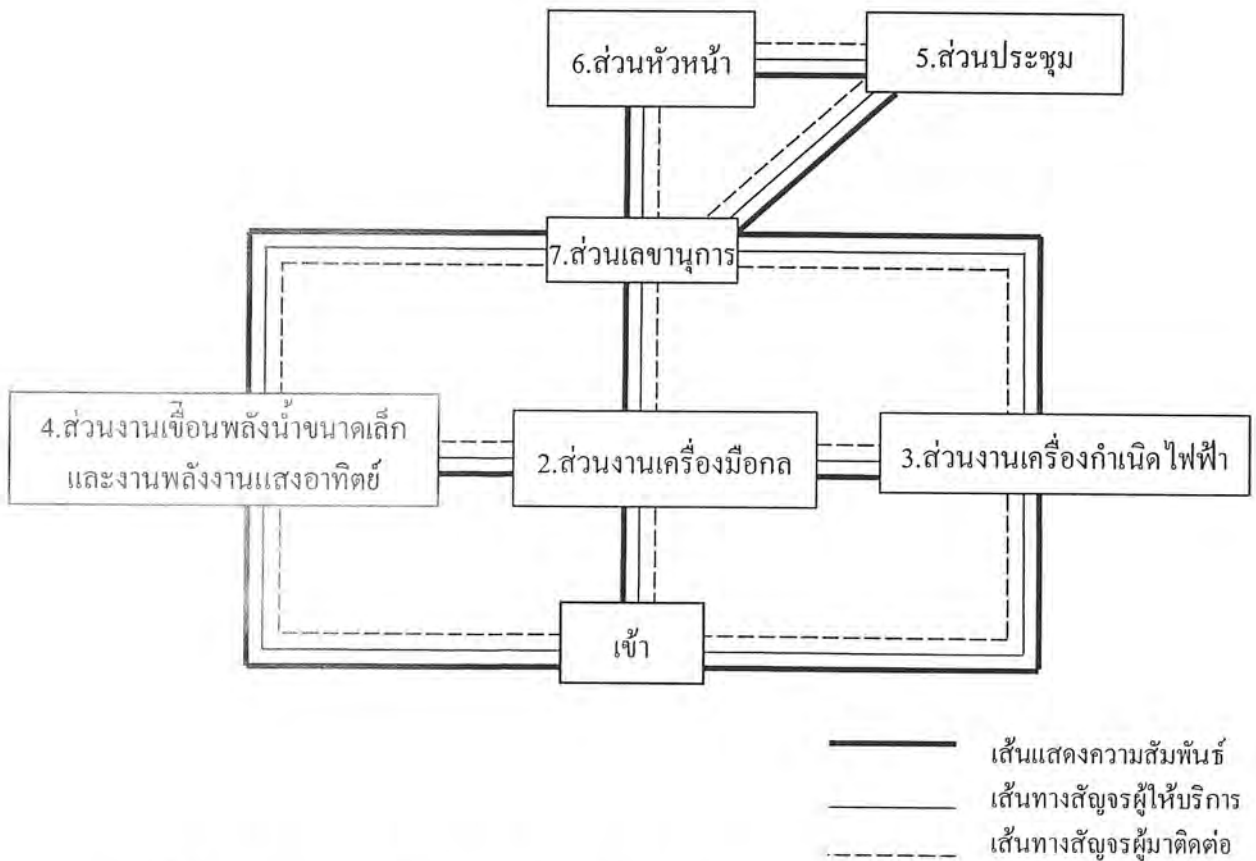 6.ส่วนหัวหน้า
5.ส่วนประชุม
7.ส่วนเลขานุการ
4.ส่วนงานเขื่อนพลังน้ำขนาดเล็ก
และงานพลังงานแสงอาทิตย์
2.ส่วนงานเครื่องมือกล
3.ส่วนงานเครื่องกำเนิดไฟฟ้า
เข้า
เส้นแสดงความสัมพันธ์
เส้นทางสัญจรผู้ให้บริการ
เส้นทางสัญจรผู้มาติดต่อ